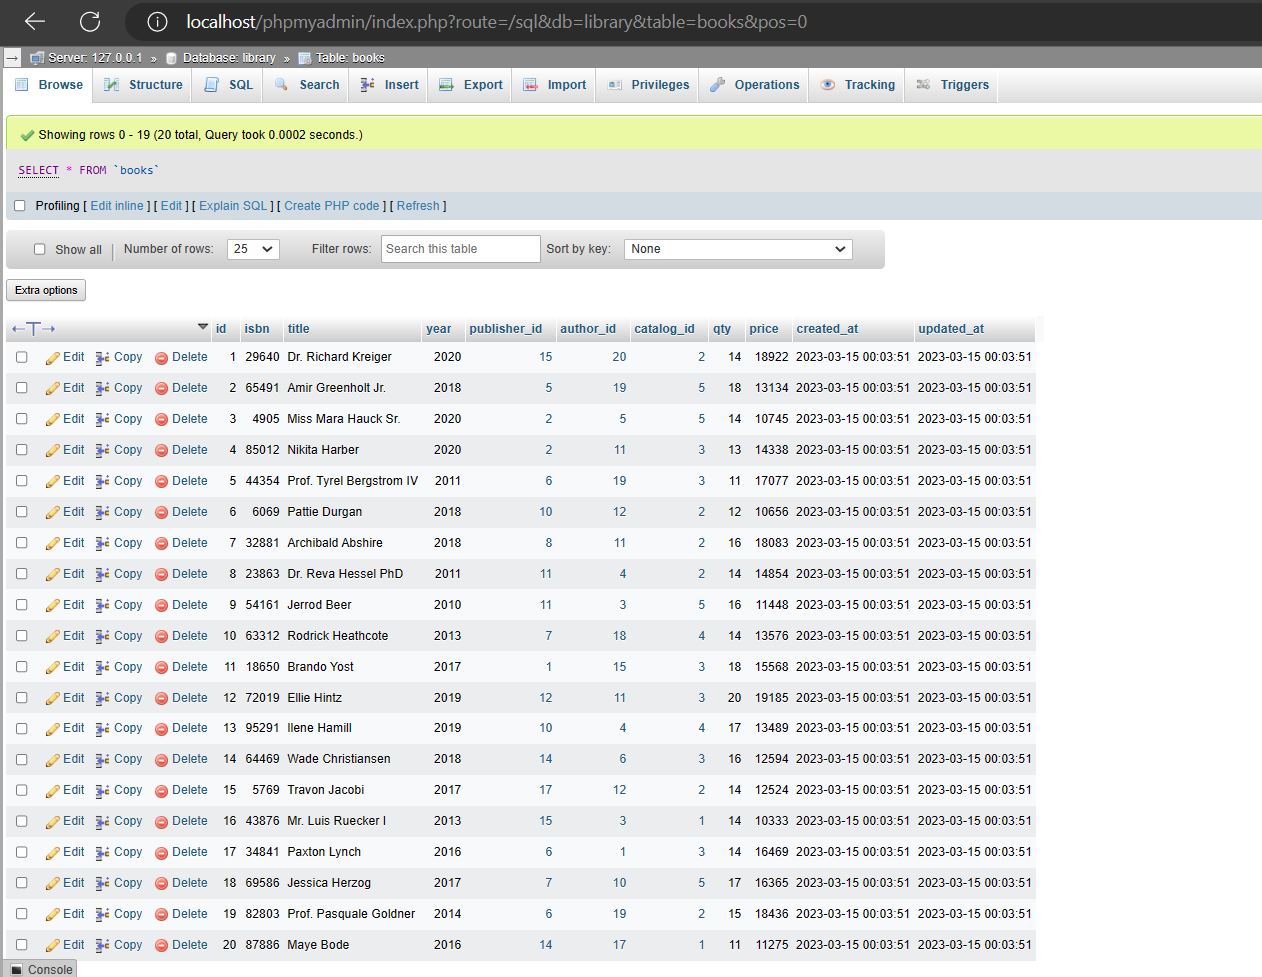 localhost/phpmyadmin/index.php?route=/sql&db=library&table=books&pos=0
Server: 127.0.0.1 » Database: library » Table: books
Browse Structure SQL Search Insert Export Import Privileges Operations Tracking Triggers
Showing rows 0 - 19 (20 total, Query took 0.0002 seconds.)
SELECT * FROM `books`
Profiling [ Edit inline ] [ Edit ] [ Explain SQL ] [ Create PHP code ] [ Refresh ]
Show all | Number of rows: 25 Filter rows: Search this table Sort by key: None
Extra options
←T→ id isbn title year publisher_id author_id catalog_id qty price created_at updated_at
Edit Copy Delete 1 29640 Dr. Richard Kreiger 2020 15 20 2 14 18922 2023-03-15 00:03:51 2023-03-15 00:03:51
Edit Copy Delete 2 65491 Amir Greenholt Jr. 2018 5 19 5 18 13134 2023-03-15 00:03:51 2023-03-15 00:03:51
Edit Copy Delete 3 4905 Miss Mara Hauck Sr. 2020 2 5 5 14 10745 2023-03-15 00:03:51 2023-03-15 00:03:51
Edit Copy Delete 4 85012 Nikita Harber 2020 2 11 3 13 14338 2023-03-15 00:03:51 2023-03-15 00:03:51
Edit Copy Delete 5 44354 Prof. Tyrel Bergstrom IV 2011 6 19 3 11 17077 2023-03-15 00:03:51 2023-03-15 00:03:51
Edit Copy Delete 6 6069 Pattie Durgan 2018 10 12 2 12 10656 2023-03-15 00:03:51 2023-03-15 00:03:51
Edit Copy Delete 7 32881 Archibald Abshire 2018 8 11 2 16 18083 2023-03-15 00:03:51 2023-03-15 00:03:51
Edit Copy Delete 8 23863 Dr. Reva Hessel PhD 2011 11 4 2 14 14854 2023-03-15 00:03:51 2023-03-15 00:03:51
Edit Copy Delete 9 54161 Jerrod Beer 2010 11 3 5 16 11448 2023-03-15 00:03:51 2023-03-15 00:03:51
Edit Copy Delete 10 63312 Rodrick Heathcote 2013 7 18 4 14 13576 2023-03-15 00:03:51 2023-03-15 00:03:51
Edit Copy Delete 11 18650 Brando Yost 2017 1 15 3 18 15568 2023-03-15 00:03:51 2023-03-15 00:03:51
Edit Copy Delete 12 72019 Ellie Hintz 2019 12 11 3 20 19185 2023-03-15 00:03:51 2023-03-15 00:03:51
Edit Copy Delete 13 95291 Ilene Hamill 2019 10 4 4 17 13489 2023-03-15 00:03:51 2023-03-15 00:03:51
Edit Copy Delete 14 64469 Wade Christiansen 2018 14 6 3 16 12594 2023-03-15 00:03:51 2023-03-15 00:03:51
Edit Copy Delete 15 5769 Travon Jacobi 2017 17 12 2 14 12524 2023-03-15 00:03:51 2023-03-15 00:03:51
Edit Copy Delete 16 43876 Mr. Luis Ruecker I 2013 15 3 1 14 10333 2023-03-15 00:03:51 2023-03-15 00:03:51
Edit Copy Delete 17 34841 Paxton Lynch 2016 6 1 3 14 16469 2023-03-15 00:03:51 2023-03-15 00:03:51
Edit Copy Delete 18 69586 Jessica Herzog 2017 7 10 5 17 16365 2023-03-15 00:03:51 2023-03-15 00:03:51
Edit Copy Delete 19 82803 Prof. Pasquale Goldner 2014 6 19 2 15 18436 2023-03-15 00:03:51 2023-03-15 00:03:51
Edit Copy Delete 20 87886 Maye Bode 2016 14 17 1 11 11275 2023-03-15 00:03:51 2023-03-15 00:03:51
Console